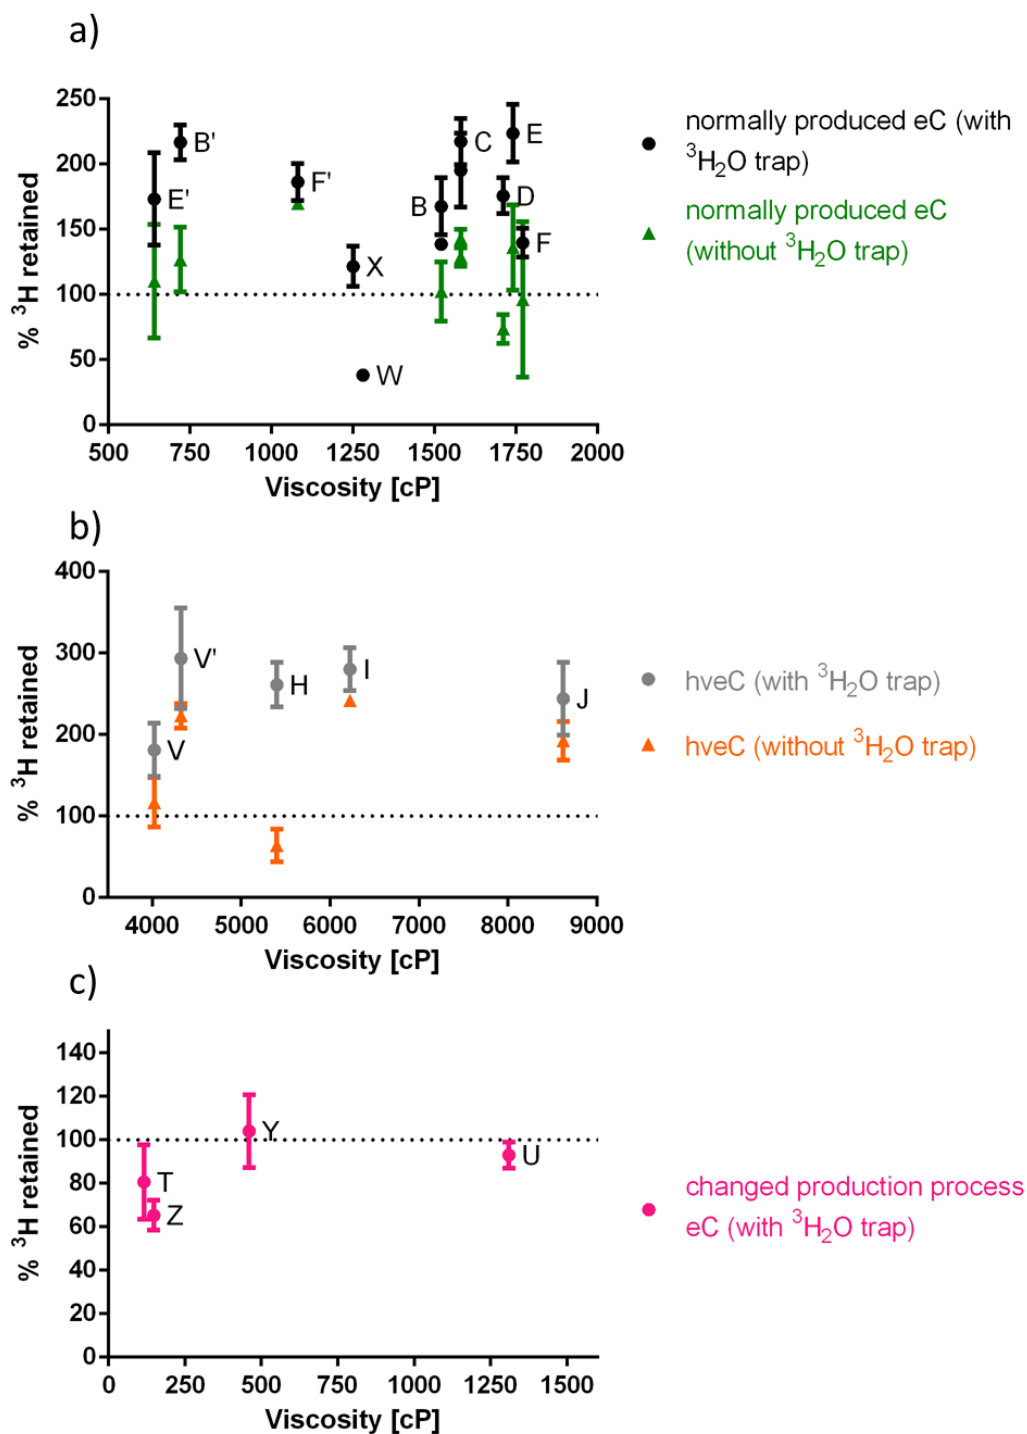 a)
250
200
150
100
50
0
% ³H retained
B'
E'
F'
X
W
B
C
E
D
F
500 750 1000 1250 1500 1750 2000
Viscosity [cP]
normally produced eC (with
³H₂O trap)
normally produced eC
(without ³H₂O trap)
b)
400
300
200
100
0
% ³H retained
V'
V
H
I
J
4000 5000 6000 7000 8000 9000
Viscosity [cP]
hveC (with ³H₂O trap)
hveC (without ³H₂O trap)
c)
140
120
100
80
60
40
20
0
% ³H retained
T
Z
Y
U
0 250 500 750 1000 1250 1500
Viscosity [cP]
changed production process
eC (with ³H₂O trap)